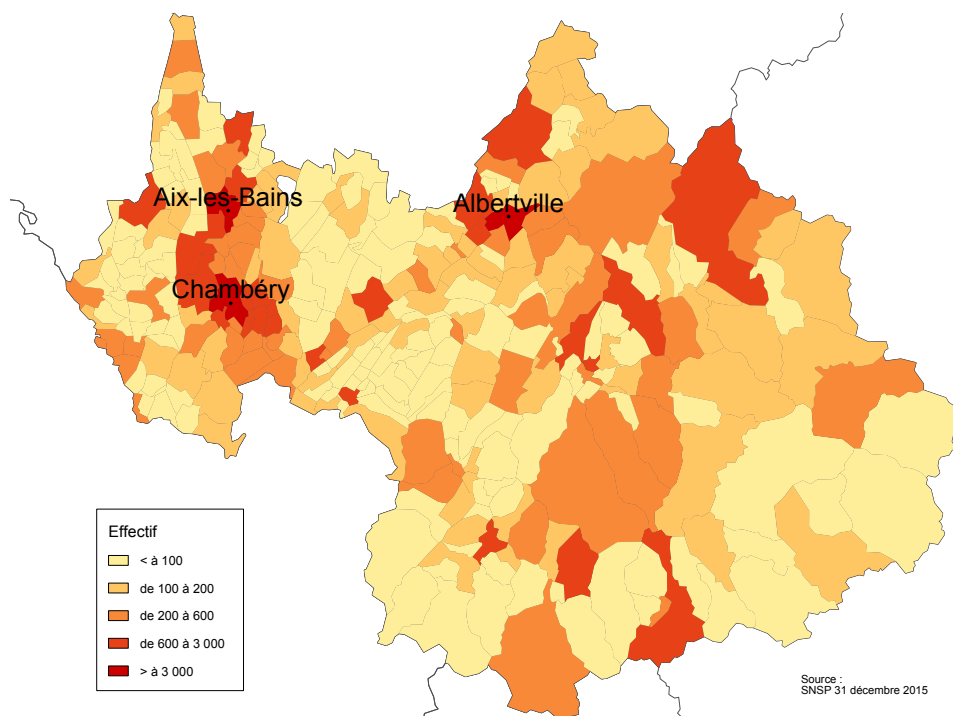 Aix-les-Bains
Albertville
Chambéry
Effectif
< à 100
de 100 à 200
de 200 à 600
de 600 à 3 000
> à 3 000
Source :
SNSP 31 décembre 2015